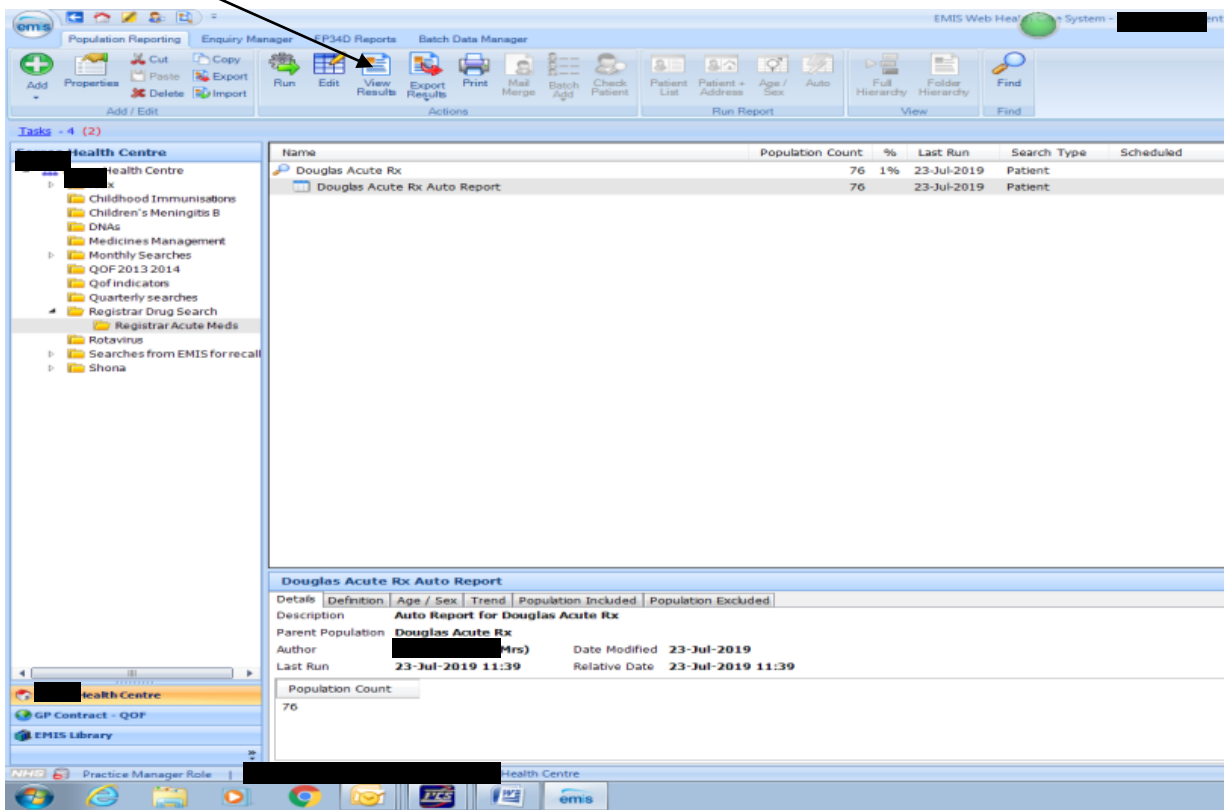 emis
EMIS Web Health Care System -
Population Reporting Enquiry Manager EP34D Reports Batch Data Manager
Add Properties Cut Copy Paste Export Delete Import
Run Edit View Results Export Results Print Mail Merge Batch Add Check Patient
Patient List Patient + Address Age / Sex Auto Full Hierarchy Folder Hierarchy Find
Add / Edit Actions Run Report View Find
Tasks - 4 (2)
Health Centre
Name Population Count % Last Run Search Type Scheduled
Health Centre
Douglas Acute Rx 76 1% 23-Jul-2019 Patient
x
Douglas Acute Rx Auto Report 76 23-Jul-2019 Patient
Childhood Immunisations
Children's Meningitis B
DNAs
Medicines Management
Monthly Searches
QOF 2013 2014
Qof indicators
Quarterly searches
Registrar Drug Search
Registrar Acute Meds
Rotavirus
Searches from EMIS for recall
Shona
Douglas Acute Rx Auto Report
Details Definition Age / Sex Trend Population Included Population Excluded
Description Auto Report for Douglas Acute Rx
Parent Population Douglas Acute Rx
Author Mrs) Date Modified 23-Jul-2019
Last Run 23-Jul-2019 11:39 Relative Date 23-Jul-2019 11:39
Population Count
76
Health Centre
GP Contract - QOF
EMIS Library
NHS Practice Manager Role | Health Centre
emis